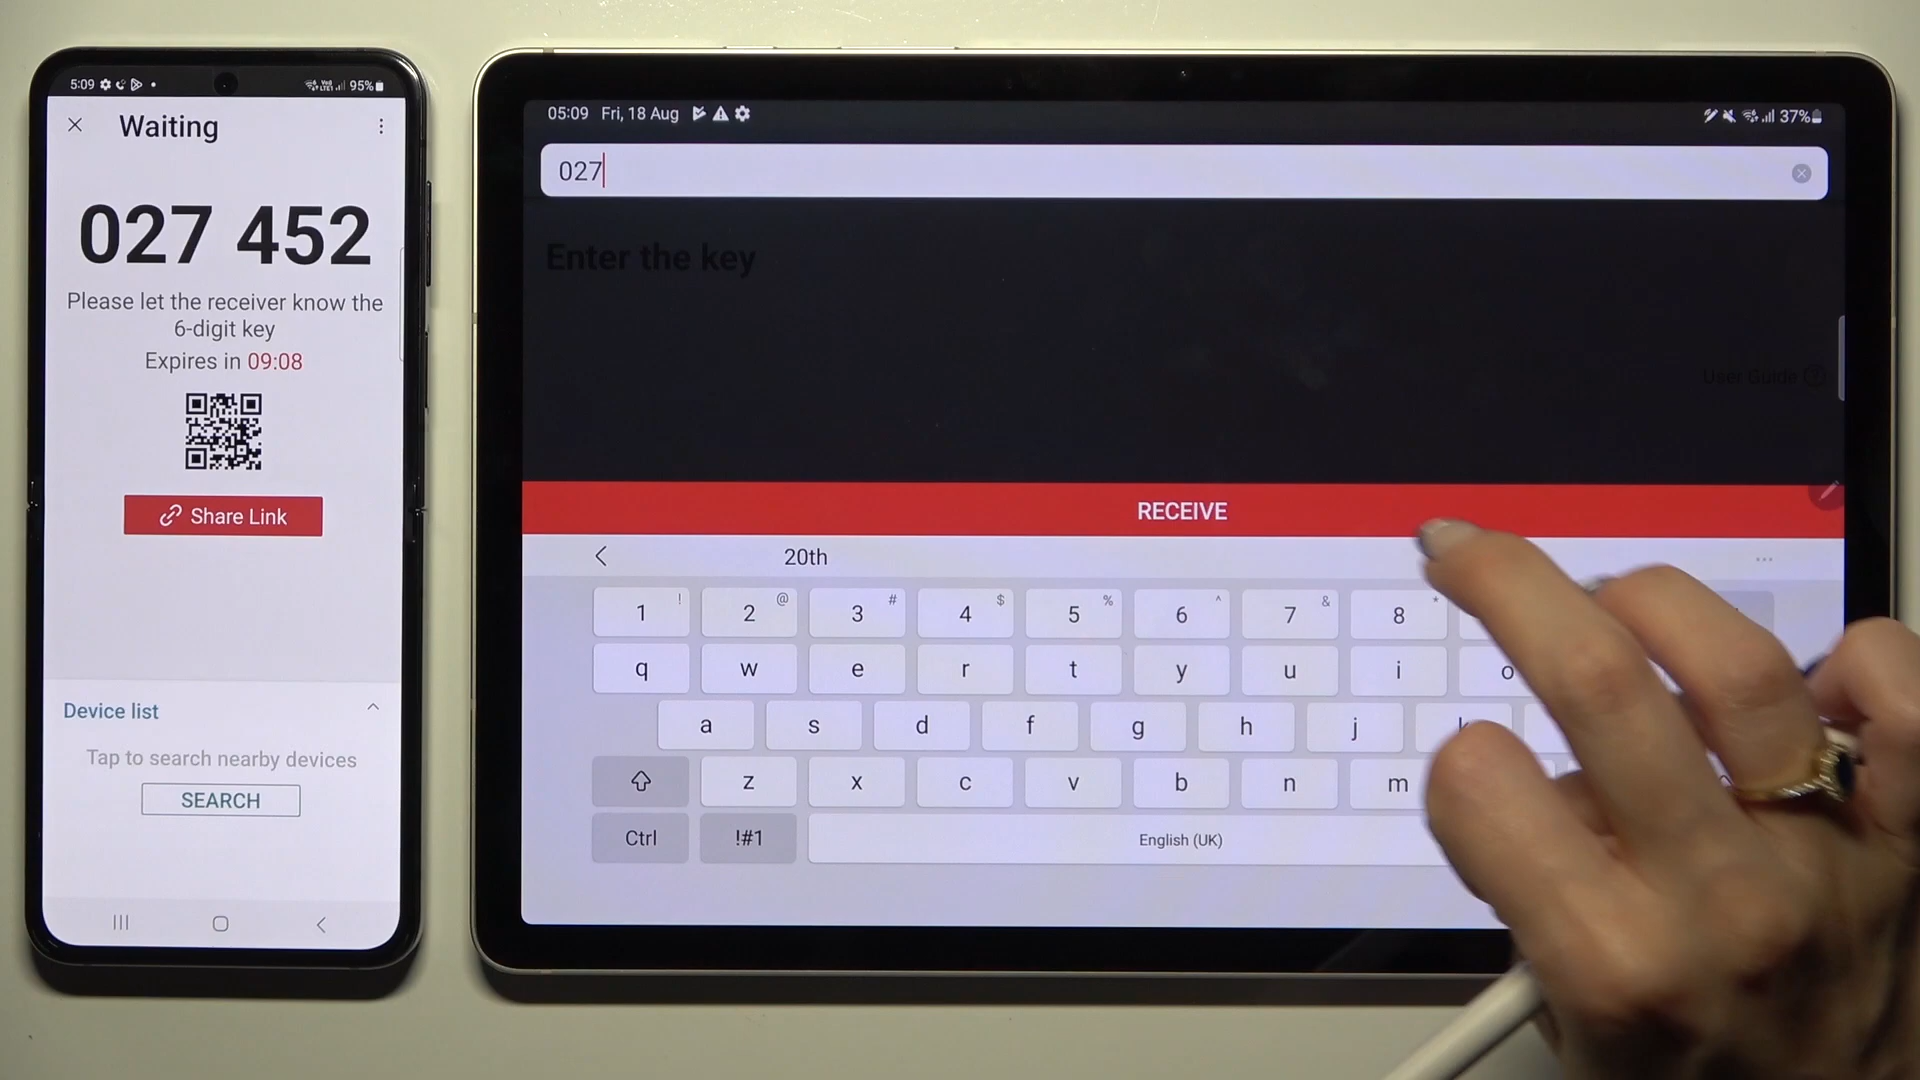 5:09
95%
Waiting
027 452
Please let the receiver know the
6-digit key
Expires in 09:08
Share Link
Device list
Tap to search nearby devices
SEARCH
05:09 Fri, 18 Aug
37%
027
Enter the key
User Guide
RECEIVE
20th
1 ! 2 @ 3 # 4 $ 5 % 6 ^ 7 & 8 *
q w e r t y u i o
a s d f g h j k
z x c v b n m
Ctrl !#1 English (UK)